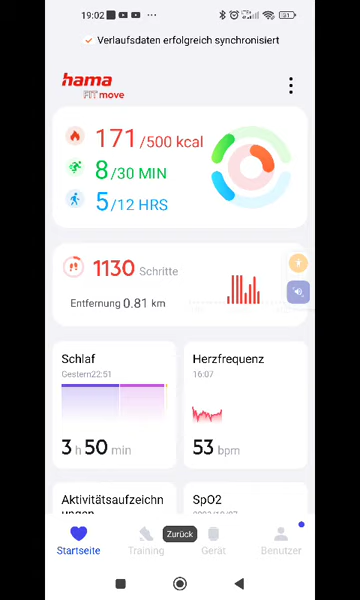 19:02
Verlaufsdaten erfolgreich synchronisiert
hama
FIT move
171/500 kcal
8/30 MIN
5/12 HRS
1130 Schritte
Entfernung 0.81 km
Schlaf
Gestern22:51
3 h 50 min
Herzfrequenz
16:07
53 bpm
Aktivitätsaufzeichn
ungen
SpO2
Zurück
Startseite
Training
Gerät
Benutzer